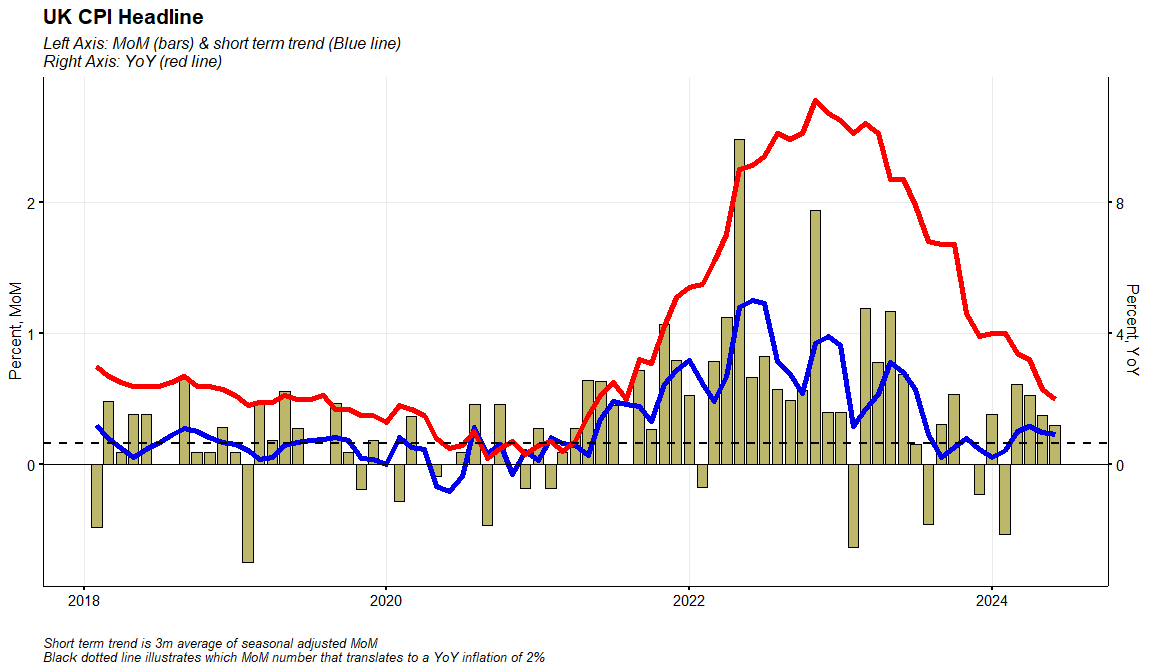 UK CPI Headline
Left Axis: MoM (bars) & short term trend (Blue line)
Right Axis: YoY (red line)
Percent, MoM
2
1
0
8
4
0
Percent, YoY
2018
2020
2022
2024
Short term trend is 3m average of seasonal adjusted MoM
Black dotted line illustrates which MoM number that translates to a YoY inflation of 2%